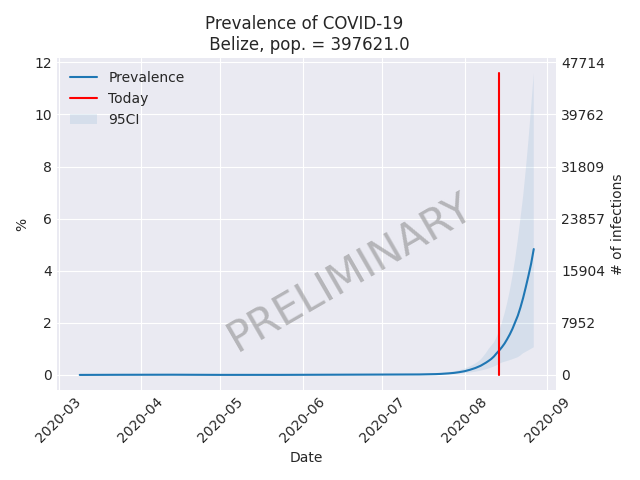 Prevalence of COVID-19
Belize, pop. = 397621.0
12
10
8
6
4
2
0
%
47714
39762
31809
23857
15904
7952
0
# of infections
Prevalence
Today
95CI
PRELIMINARY
2020-03
2020-04
2020-05
2020-06
2020-07
2020-08
2020-09
Date